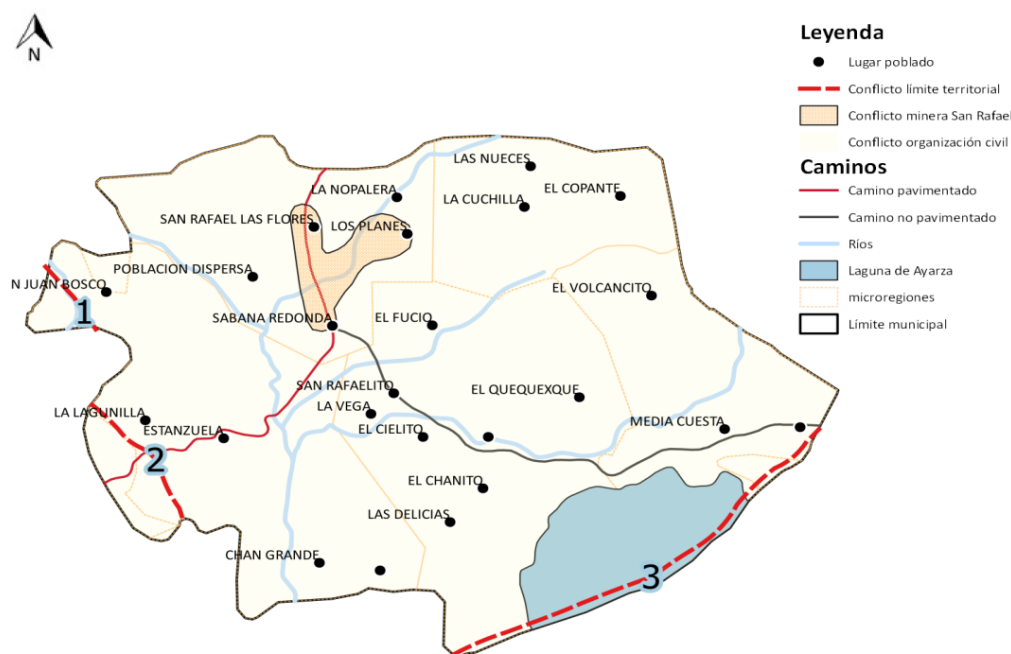 N
Leyenda
Lugar poblado
Conflicto límite territorial
Conflicto minera San Rafael
Conflicto organización civil
Caminos
Camino pavimentado
Camino no pavimentado
Ríos
Laguna de Ayarza
microregiones
Límite municipal
LAS NUECES
LA NOPALERA
EL COPANTE
LA CUCHILLA
SAN RAFAEL LAS FLORES
LOS PLANES
POBLACION DISPERSA
N JUAN BOSCO
EL VOLCANCITO
1
SABANA REDONDA
EL FUCIO
SAN RAFAELITO
EL QUEQUEXQUE
LA VEGA
LA LAGUNILLA
ESTANZUELA
EL CIELITO
MEDIA CUESTA
2
EL CHANITO
LAS DELICIAS
CHAN GRANDE
3